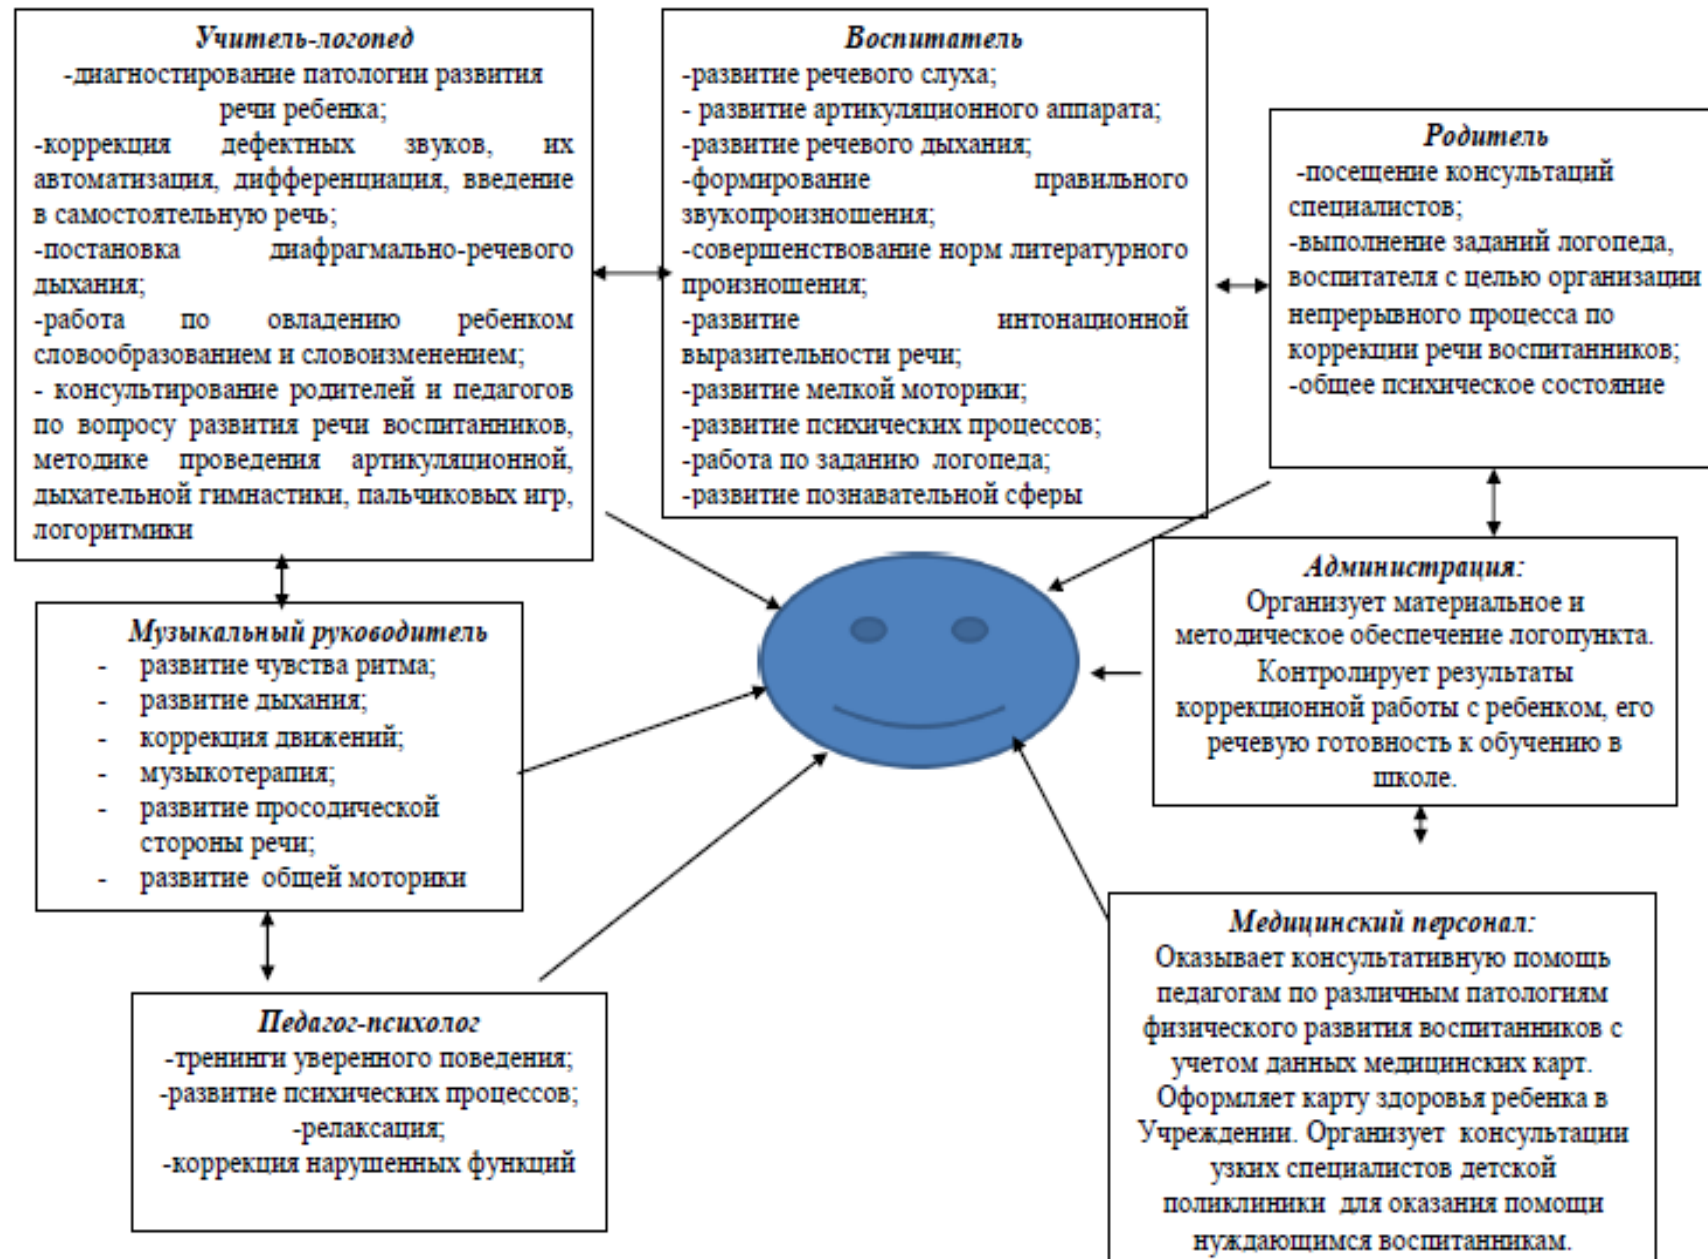 Учитель-логопед
-диагностирование патологии развития
речи ребенка;
-коррекция дефектных звуков, их
автоматизация, дифференциация, введение
в самостоятельную речь;
-постановка диафрагмально-речевого
дыхания;
-работа по овладению ребенком
словообразованием и словоизменением;
- консультирование родителей и педагогов
по вопросу развития речи воспитанников,
методике проведения артикуляционной,
дыхательной гимнастики, пальчиковых игр,
логоритмики
Воспитатель
-развитие речевого слуха;
- развитие артикуляционного аппарата;
-развитие речевого дыхания;
-формирование правильного
звукопроизношения;
-совершенствование норм литературного
произношения;
-развитие интонационной
выразительности речи;
-развитие мелкой моторики;
-развитие психических процессов;
-работа по заданию логопеда;
-развитие познавательной сферы
Родитель
-посещение консультаций
специалистов;
-выполнение заданий логопеда,
воспитателя с целью организации
непрерывного процесса по
коррекции речи воспитанников;
-общее психическое состояние
Музыкальный руководитель
- развитие чувства ритма;
- развитие дыхания;
- коррекция движений;
- музыкотерапия;
- развитие просодической
стороны речи;
- развитие общей моторики
Администрация:
Организует материальное и
методическое обеспечение логопункта.
Контролирует результаты
коррекционной работы с ребенком, его
речевую готовность к обучению в
школе.
Педагог-психолог
-тренинги уверенного поведения;
-развитие психических процессов;
-релаксация;
-коррекция нарушенных функций
Медицинский персонал:
Оказывает консультативную помощь
педагогам по различным патологиям
физического развития воспитанников с
учетом данных медицинских карт.
Оформляет карту здоровья ребенка в
Учреждении. Организует консультации
узких специалистов детской
поликлиники для оказания помощи
нуждающимся воспитанникам.